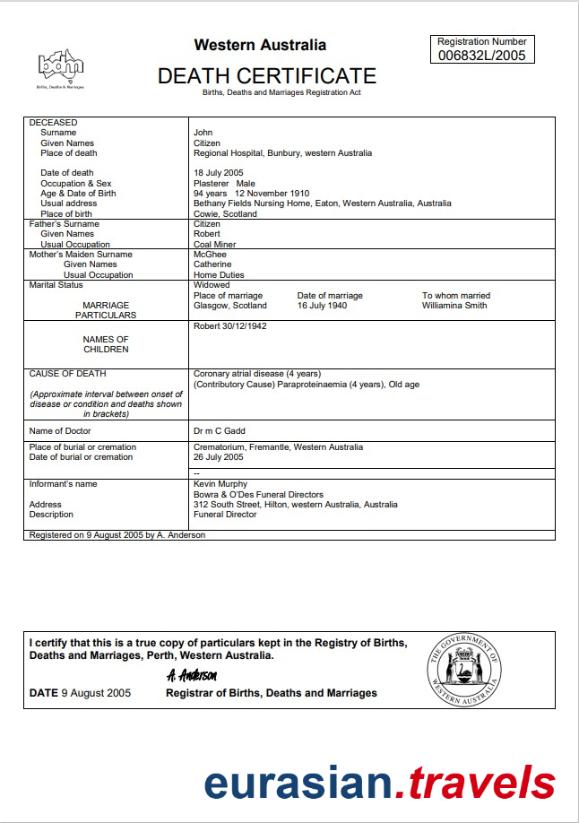 Western Australia
Registration Number
006832L/2005
bdm
Births, Deaths & Marriages
DEATH CERTIFICATE
Births, Deaths and Marriages Registration Act
DECEASED
Surname John
Given Names Citizen
Place of death Regional Hospital, Bunbury, western Australia
Date of death 18 July 2005
Occupation & Sex Plasterer Male
Age & Date of Birth 94 years 12 November 1910
Usual address Bethany Fields Nursing Home, Eaton, Western Australia, Australia
Place of birth Cowie, Scotland
Father's Surname Citizen
Given Names Robert
Usual Occupation Coal Miner
Mother's Maiden Surname McGhee
Given Names Catherine
Usual Occupation Home Duties
Marital Status Widowed
Place of marriage Date of marriage To whom married
MARRIAGE Glasgow, Scotland 16 July 1940 Williamina Smith
PARTICULARS
Robert 30/12/1942
NAMES OF
CHILDREN
CAUSE OF DEATH Coronary atrial disease (4 years)
(Contributory Cause) Paraproteinaemia (4 years), Old age
(Approximate interval between onset of
disease or condition and deaths shown
in brackets)
Name of Doctor Dr m C Gadd
Place of burial or cremation Crematorium, Fremantle, Western Australia
Date of burial or cremation 26 July 2005
--
Informant's name Kevin Murphy
Bowra & O'Des Funeral Directors
Address 312 South Street, Hilton, western Australia, Australia
Description Funeral Director
Registered on 9 August 2005 by A. Anderson
I certify that this is a true copy of particulars kept in the Registry of Births,
Deaths and Marriages, Perth, Western Australia.
A. Anderson
DATE 9 August 2005 Registrar of Births, Deaths and Marriages
THE GOVERNMENT OF
WESTERN AUSTRALIA
eurasian.travels